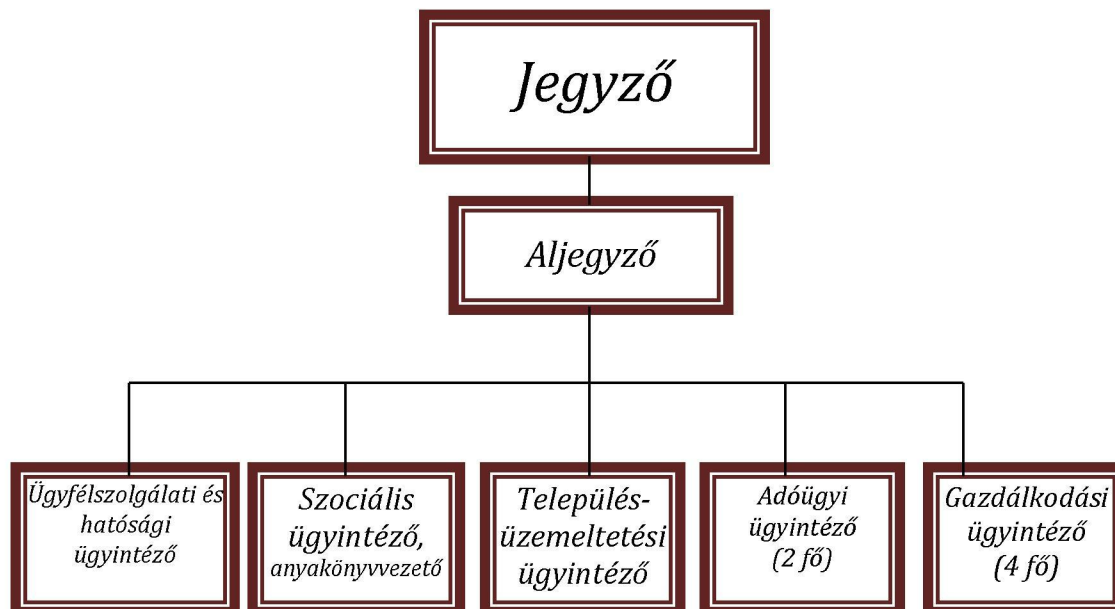 Jegyző
Aljegyző
Ügyfélszolgálati és
hatósági
ügyintéző
Szociális
ügyintéző,
anyakönyvvezető
Település-
üzemeltetési
ügyintéző
Adóügyi
ügyintéző
(2 fő)
Gazdálkodási
ügyintéző
(4 fő)